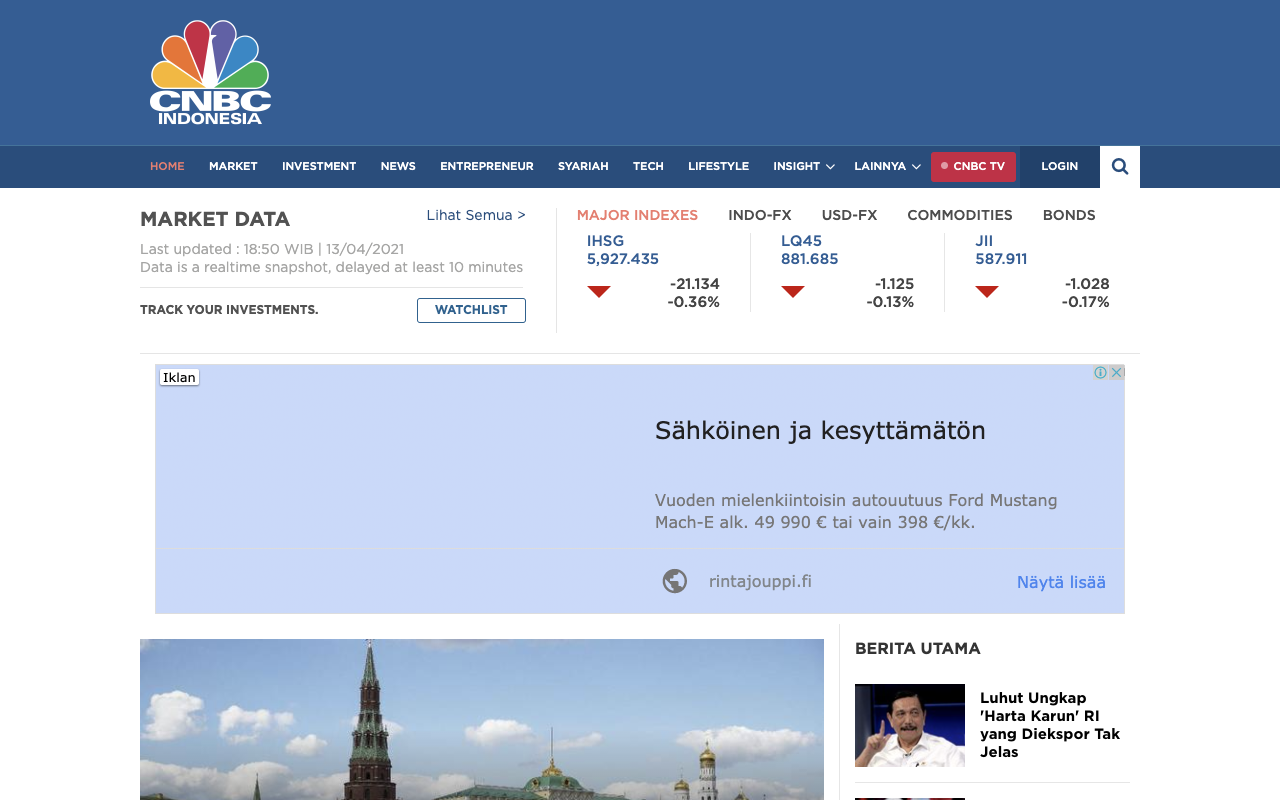 CNBC
INDONESIA
HOME MARKET INVESTMENT NEWS ENTREPRENEUR SYARIAH TECH LIFESTYLE INSIGHT LAINNYA CNBC TV LOGIN
MARKET DATA
Lihat Semua >
Last updated : 18:50 WIB | 13/04/2021
Data is a realtime snapshot, delayed at least 10 minutes
TRACK YOUR INVESTMENTS.
WATCHLIST
MAJOR INDEXES INDO-FX USD-FX COMMODITIES BONDS
IHSG
5,927.435
-21.134
-0.36%
LQ45
881.685
-1.125
-0.13%
JII
587.911
-1.028
-0.17%
Iklan
Sähköinen ja kesyttämätön
Vuoden mielenkiintoisin autouutuus Ford Mustang
Mach-E alk. 49 990 € tai vain 398 €/kk.
rintajouppi.fi
Näytä lisää
BERITA UTAMA
Luhut Ungkap
'Harta Karun' RI
yang Diekspor Tak
Jelas